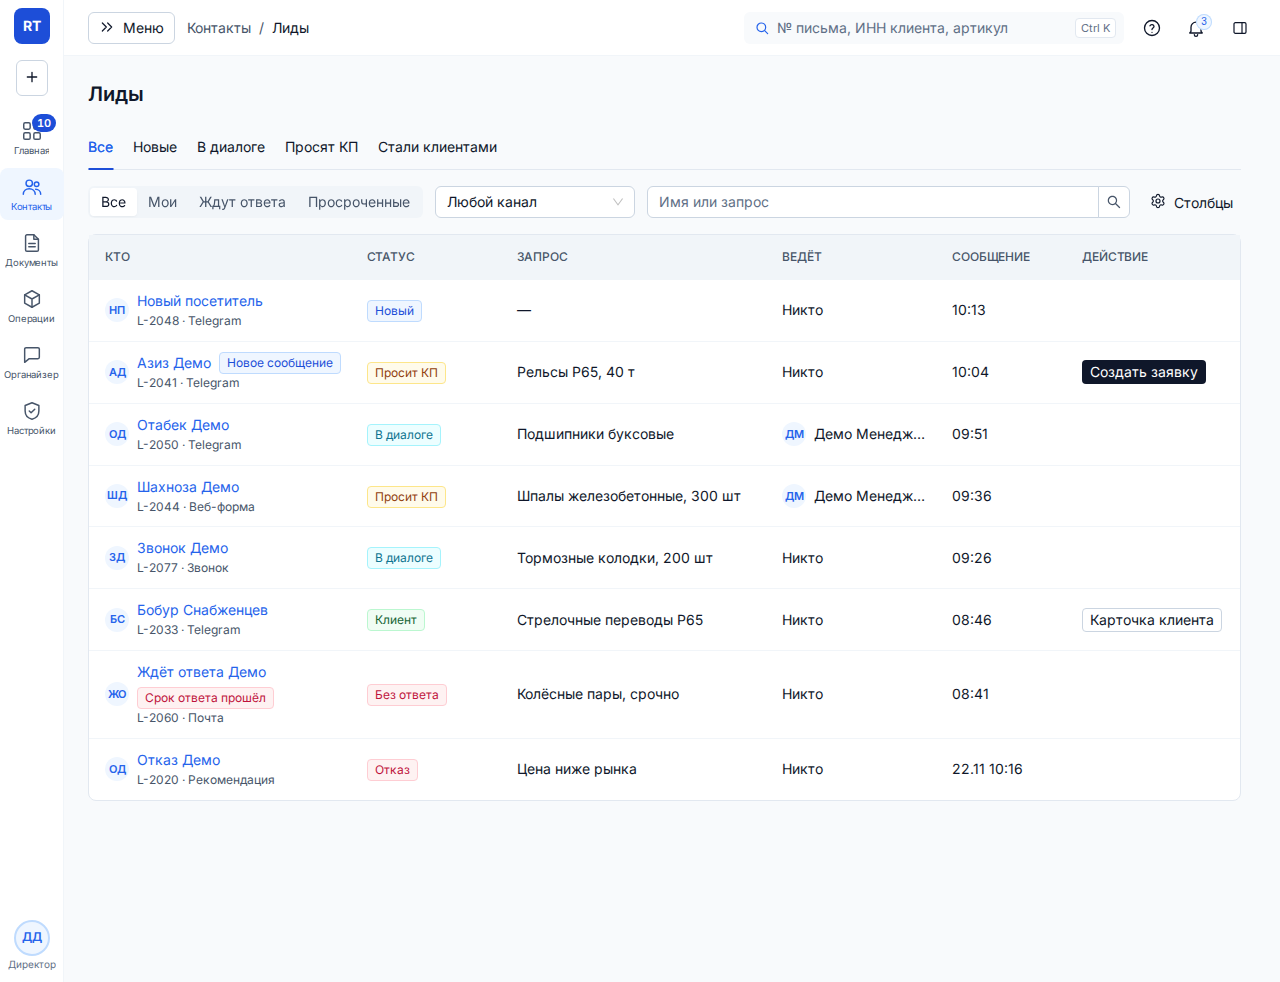 RT
Меню
Контакты / Лиды
№ письма, ИНН клиента, артикул
Ctrl K
3
10
Главная
Контакты
Документы
Операции
Органайзер
Настройки
ДД
Директор
Лиды
Все Новые В диалоге Просят КП Стали клиентами
Все Мои Ждут ответа Просроченные
Любой канал
Имя или запрос
Столбцы
КТО СТАТУС ЗАПРОС ВЕДЁТ СООБЩЕНИЕ ДЕЙСТВИЕ
НП Новый посетитель Новый — Никто 10:13
L-2048 · Telegram
АД Азиз Демо Новое сообщение Просит КП Рельсы Р65, 40 т Никто 10:04 Создать заявку
L-2041 · Telegram
ОД Отабек Демо В диалоге Подшипники буксовые ДМ Демо Менедж... 09:51
L-2050 · Telegram
ШД Шахноза Демо Просит КП Шпалы железобетонные, 300 шт ДМ Демо Менедж... 09:36
L-2044 · Веб-форма
ЗД Звонок Демо В диалоге Тормозные колодки, 200 шт Никто 09:26
L-2077 · Звонок
БС Бобур Снабженцев Клиент Стрелочные переводы Р65 Никто 08:46 Карточка клиента
L-2033 · Telegram
ЖО Ждёт ответа Демо
Срок ответа прошёл Без ответа Колёсные пары, срочно Никто 08:41
L-2060 · Почта
ОД Отказ Демо Отказ Цена ниже рынка Никто 22.11 10:16
L-2020 · Рекомендация